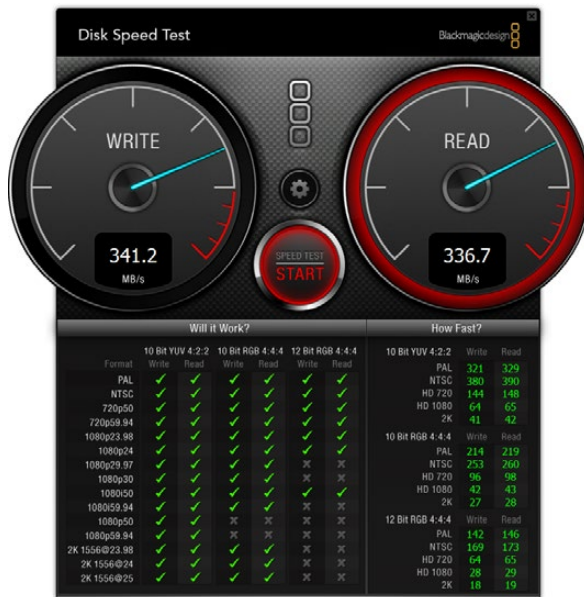 Disk Speed Test
Blackmagicdesign
WRITE
READ
341.2
MB/s
336.7
MB/s
SPEED TEST
START
Will it Work?
10 Bit YUV 4:2:2 10 Bit RGB 4:4:4 12 Bit RGB 4:4:4
Format Write Read Write Read Write Read
PAL
NTSC
720p50
720p59.94
1080p23.98
1080p24
1080p29.97
1080p30
1080i50
1080i59.94
1080p50
1080p59.94
2K 1556@23.98
2K 1556@24
2K 1556@25
How Fast?
10 Bit YUV 4:2:2 Write Read
PAL 321 329
NTSC 380 390
HD 720 144 148
HD 1080 64 65
2K 41 42
10 Bit RGB 4:4:4 Write Read
PAL 214 219
NTSC 253 260
HD 720 96 98
HD 1080 42 43
2K 27 28
12 Bit RGB 4:4:4 Write Read
PAL 142 146
NTSC 169 173
HD 720 64 65
HD 1080 28 29
2K 18 19